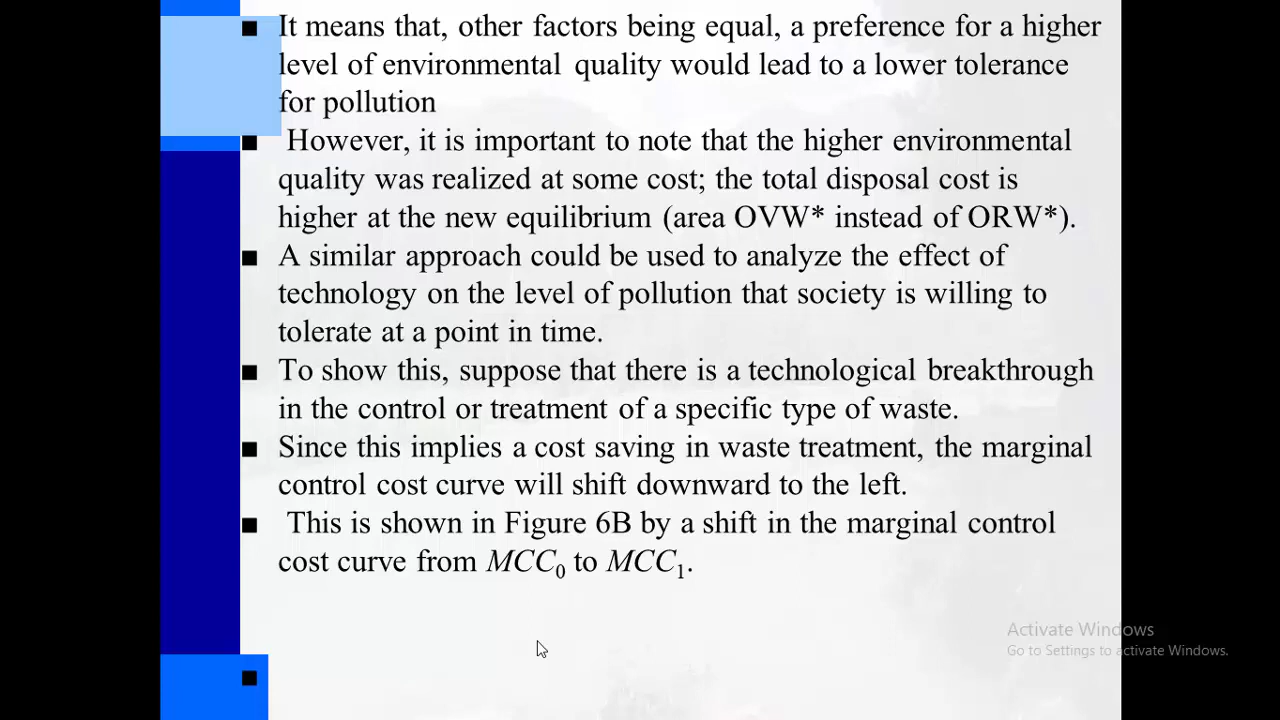 ■ It means that, other factors being equal, a preference for a higher
level of environmental quality would lead to a lower tolerance
for pollution
■ However, it is important to note that the higher environmental
quality was realized at some cost; the total disposal cost is
higher at the new equilibrium (area OVW* instead of ORW*).
■ A similar approach could be used to analyze the effect of
technology on the level of pollution that society is willing to
tolerate at a point in time.
■ To show this, suppose that there is a technological breakthrough
in the control or treatment of a specific type of waste.
■ Since this implies a cost saving in waste treatment, the marginal
control cost curve will shift downward to the left.
■ This is shown in Figure 6B by a shift in the marginal control
cost curve from MCC₀ to MCC₁.
■
Activate Windows
Go to Settings to activate Windows.